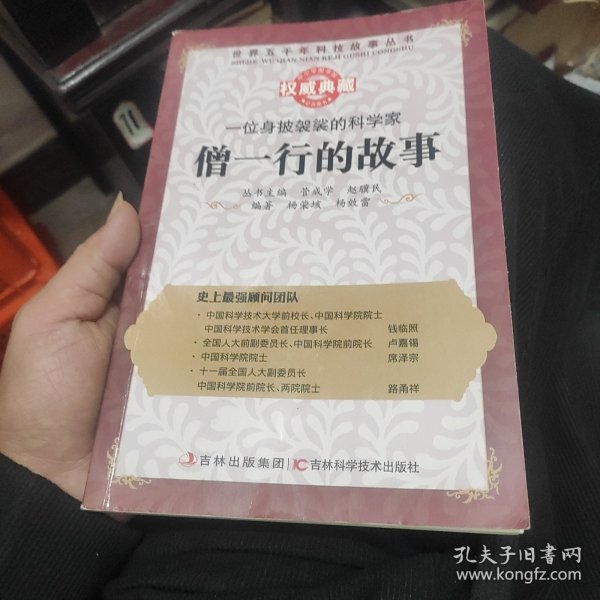 世界五千年科技故事丛书
SHIJIE WU QIAN NIAN KEJI GUSHI CONGSHU
权威典藏
一位身披袈裟的科学家
僧一行的故事
丛书主编 管成学 赵骥民
编著 杨荣垓 杨效雷
史上最强顾问团队
·中国科学技术大学前校长、中国科学院院士
中国科学技术学会首任理事长 钱临照
·全国人大前副委员长、中国科学院前院长 卢嘉锡
·中国科学院院士 席泽宗
·十一届全国人大副委员长
中国科学院前院长、两院院士 路甬祥
吉林出版集团 吉林科学技术出版社
孔夫子旧书网
www.kongfz.com